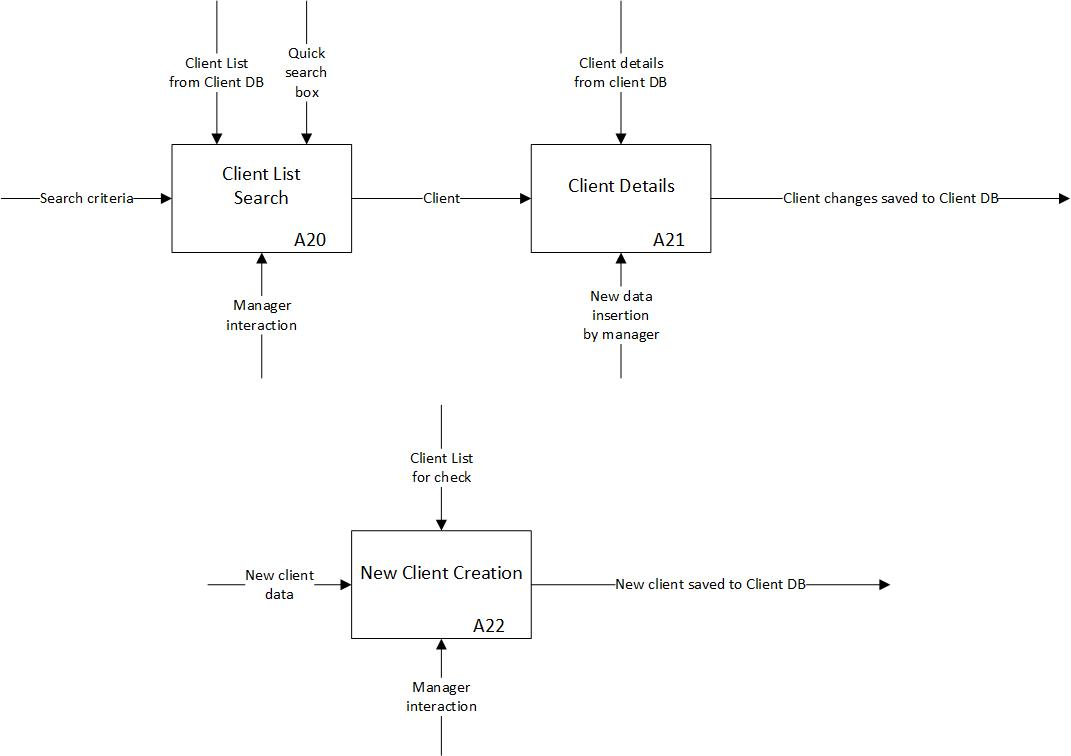 Client List
from Client DB
Quick
search
box
Client details
from client DB
Search criteria
Client List
Search
A20
Client
Client Details
A21
Client changes saved to Client DB
Manager
interaction
New data
insertion
by manager
Client List
for check
New client
data
New Client Creation
A22
New client saved to Client DB
Manager
interaction